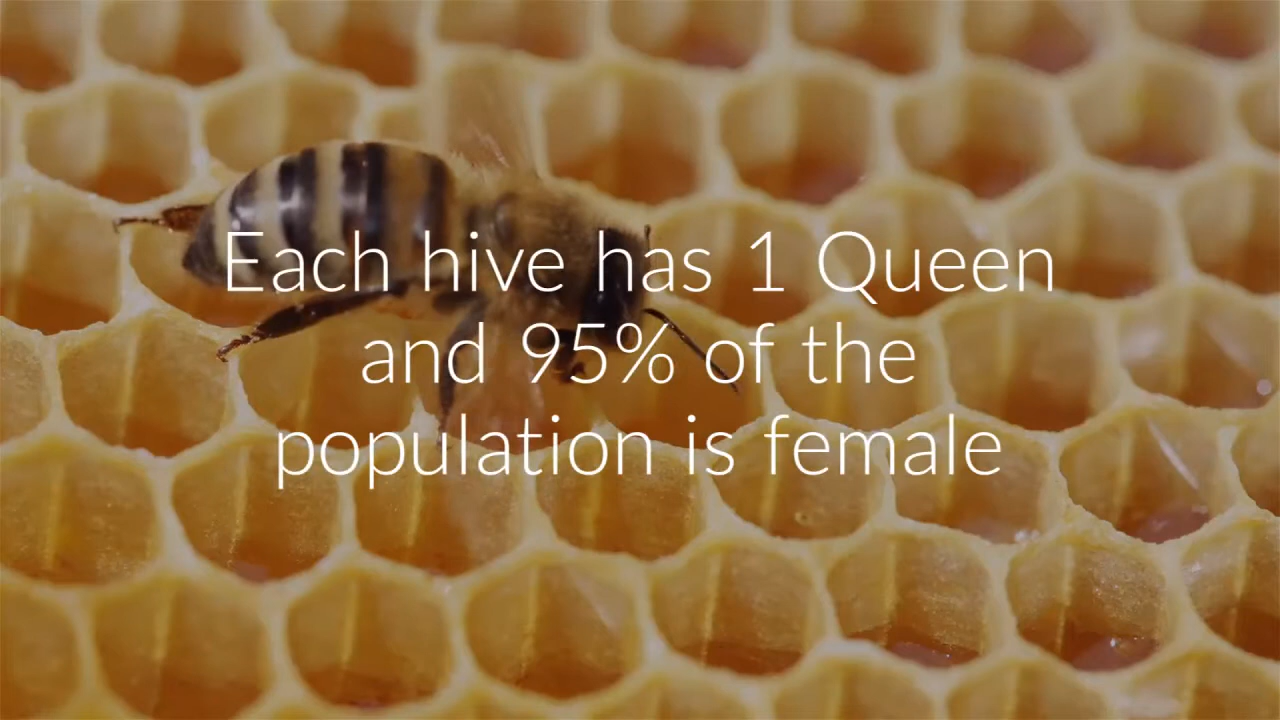 Each hive has 1 Queen
and 95% of the
population is female